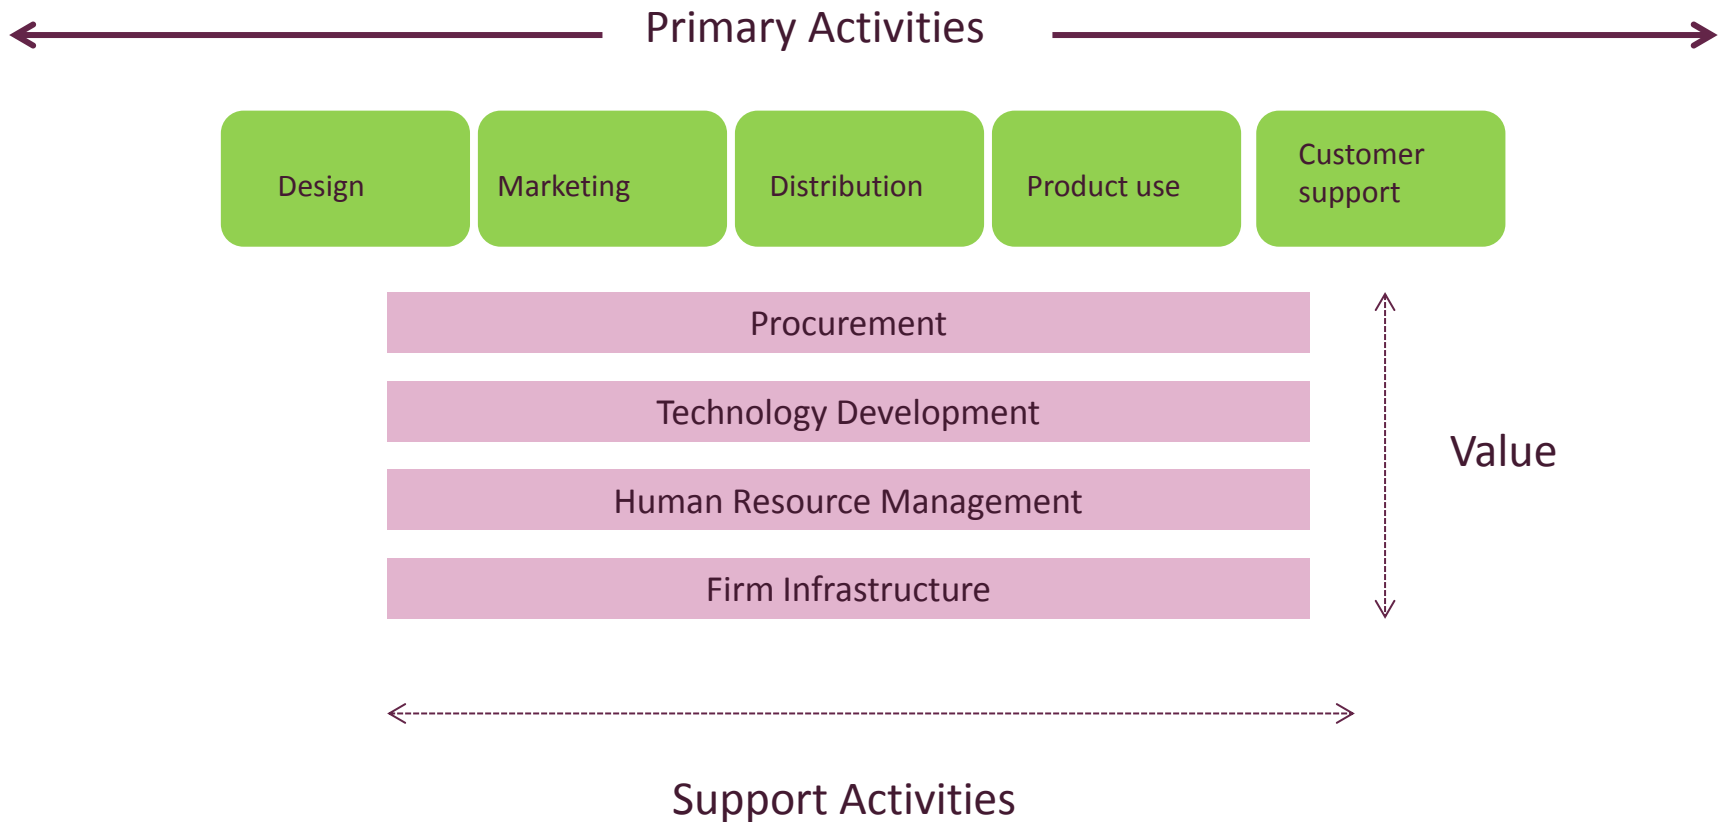 Primary Activities
Design
Marketing
Distribution
Product use
Customer
support
Procurement
Technology Development
Human Resource Management
Firm Infrastructure
Value
Support Activities